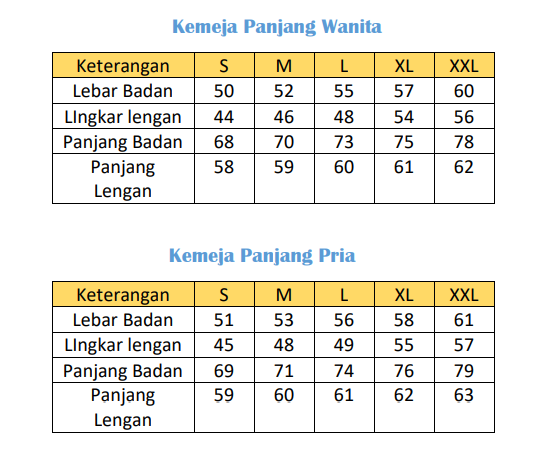 Kemeja Panjang Wanita
Keterangan S M L XL XXL
Lebar Badan 50 52 55 57 60
LIngkar lengan 44 46 48 54 56
Panjang Badan 68 70 73 75 78
Panjang 58 59 60 61 62
Lengan
Kemeja Panjang Pria
Keterangan S M L XL XXL
Lebar Badan 51 53 56 58 61
LIngkar lengan 45 48 49 55 57
Panjang Badan 69 71 74 76 79
Panjang 59 60 61 62 63
Lengan